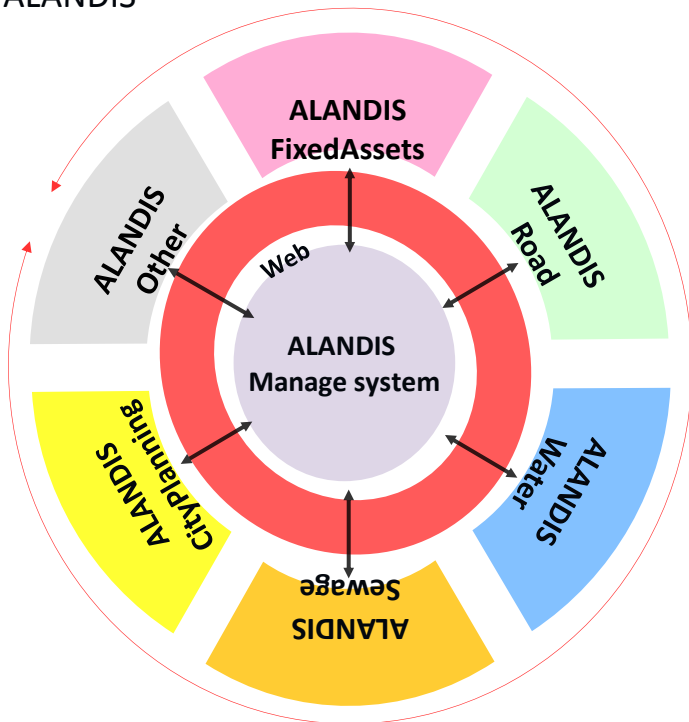 ALANDIS
ALANDIS
FixedAssets
ALANDIS
Road
ALANDIS
Water
ALANDIS
Sewage
ALANDIS
CityPlanning
ALANDIS
Other
Web
ALANDIS
Manage system